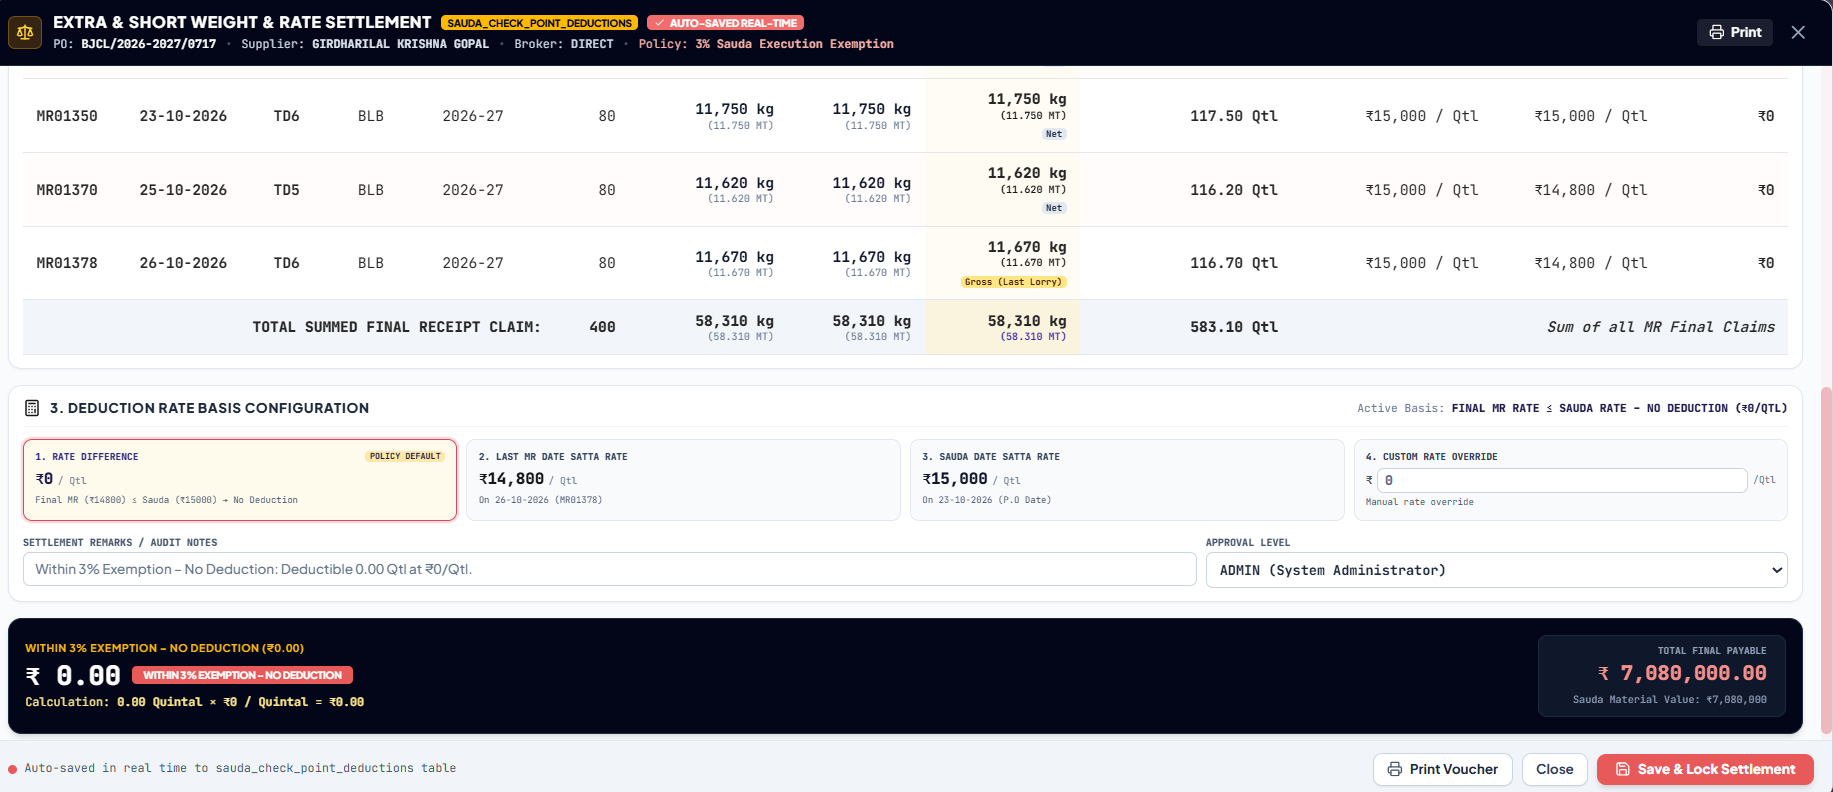 EXTRA & SHORT WEIGHT & RATE SETTLEMENT SAUDA_CHECK_POINT_DEDUCTIONS ✓ AUTO-SAVED REAL-TIME
PO: BJCL/2026-2027/0717 · Supplier: GIRDHARILAL KRISHNA GOPAL · Broker: DIRECT · Policy: 3% Sauda Execution Exemption
Print
MR01350 23-10-2026 TD6 BLB 2026-27 80 11,750 kg 11,750 kg 11,750 kg 117.50 Qtl ₹15,000 / Qtl ₹15,000 / Qtl ₹0
(11.750 MT) (11.750 MT) (11.750 MT)
Net
MR01370 25-10-2026 TD5 BLB 2026-27 80 11,620 kg 11,620 kg 11,620 kg 116.20 Qtl ₹15,000 / Qtl ₹14,800 / Qtl ₹0
(11.620 MT) (11.620 MT) (11.620 MT)
Net
MR01378 26-10-2026 TD6 BLB 2026-27 80 11,670 kg 11,670 kg 11,670 kg 116.70 Qtl ₹15,000 / Qtl ₹14,800 / Qtl ₹0
(11.670 MT) (11.670 MT) (11.670 MT)
Gross (Last Lorry)
TOTAL SUMMED FINAL RECEIPT CLAIM: 400 58,310 kg 58,310 kg 58,310 kg 583.10 Qtl Sum of all MR Final Claims
(58.310 MT) (58.310 MT) (58.310 MT)
3. DEDUCTION RATE BASIS CONFIGURATION
Active Basis: FINAL MR RATE ≤ SAUDA RATE – NO DEDUCTION (₹0/QTL)
1. RATE DIFFERENCE POLICY DEFAULT
₹0 / Qtl
Final MR (₹14800) ≤ Sauda (₹15000) → No Deduction
2. LAST MR DATE SATTA RATE
₹14,800 / Qtl
On 26-10-2026 (MR01378)
3. SAUDA DATE SATTA RATE
₹15,000 / Qtl
On 23-10-2026 (P.O Date)
4. CUSTOM RATE OVERRIDE
₹ 0 /Qtl
Manual rate override
SETTLEMENT REMARKS / AUDIT NOTES
Within 3% Exemption – No Deduction: Deductible 0.00 Qtl at ₹0/Qtl.
APPROVAL LEVEL
ADMIN (System Administrator)
WITHIN 3% EXEMPTION – NO DEDUCTION (₹0.00)
₹ 0.00 WITHIN 3% EXEMPTION – NO DEDUCTION
Calculation: 0.00 Quintal × ₹0 / Quintal = ₹0.00
TOTAL FINAL PAYABLE
₹ 7,080,000.00
Sauda Material Value: ₹7,080,000
Auto-saved in real time to sauda_check_point_deductions table
Print Voucher Close Save & Lock Settlement